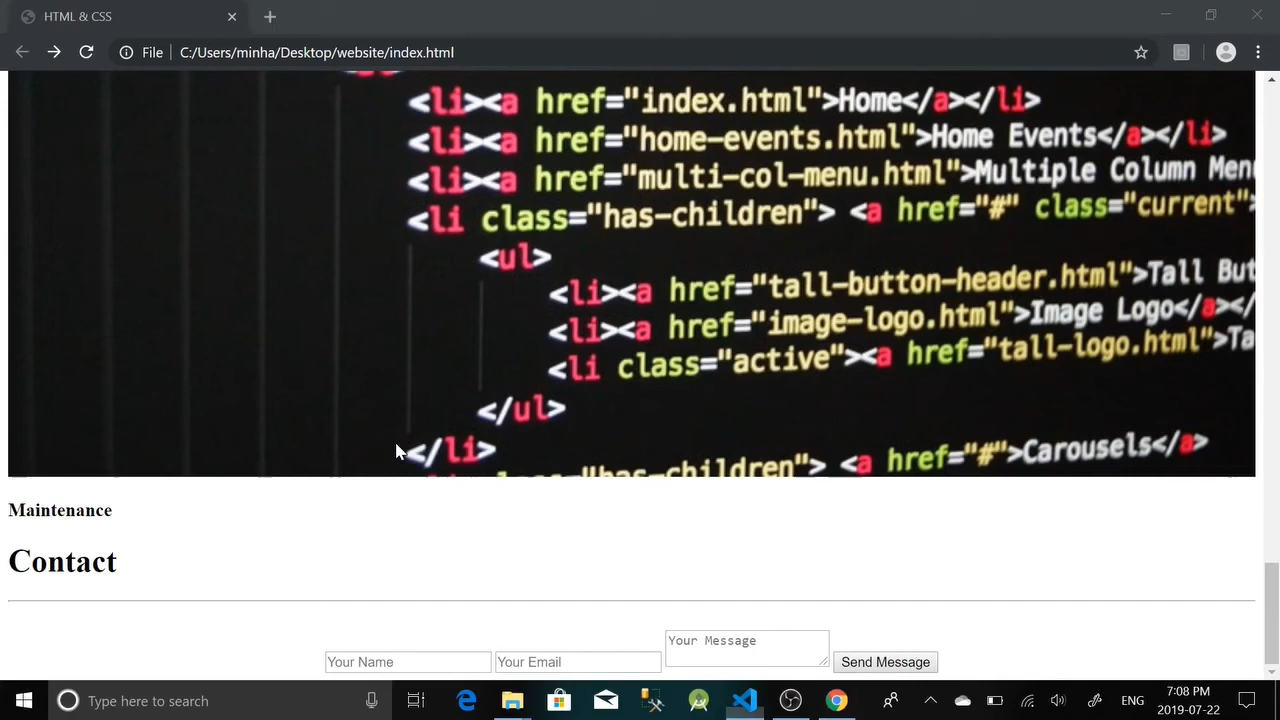 HTML & CSS
File
C:/Users/minha/Desktop/website/index.html
<li><a href="index.html">Home</a></li>
<li><a href="home-events.html">Home Events</a></li>
<li><a href="multi-col-menu.html">Multiple Column Men
<li class="has-children"> <a href="#" class="current">
<ul>
<li><a href="tall-button-header.html">Tall But
<li><a href="image-logo.html">Image Logo</a></
<li class="active"><a href="tall-logo.html">Ta
</ul>
</li>
class="has-children"> <a href="#">Carousels</a>
Maintenance
Contact
Your Name
Your Email
Your Message
Send Message
Type here to search
ENG
7:08 PM
2019-07-22